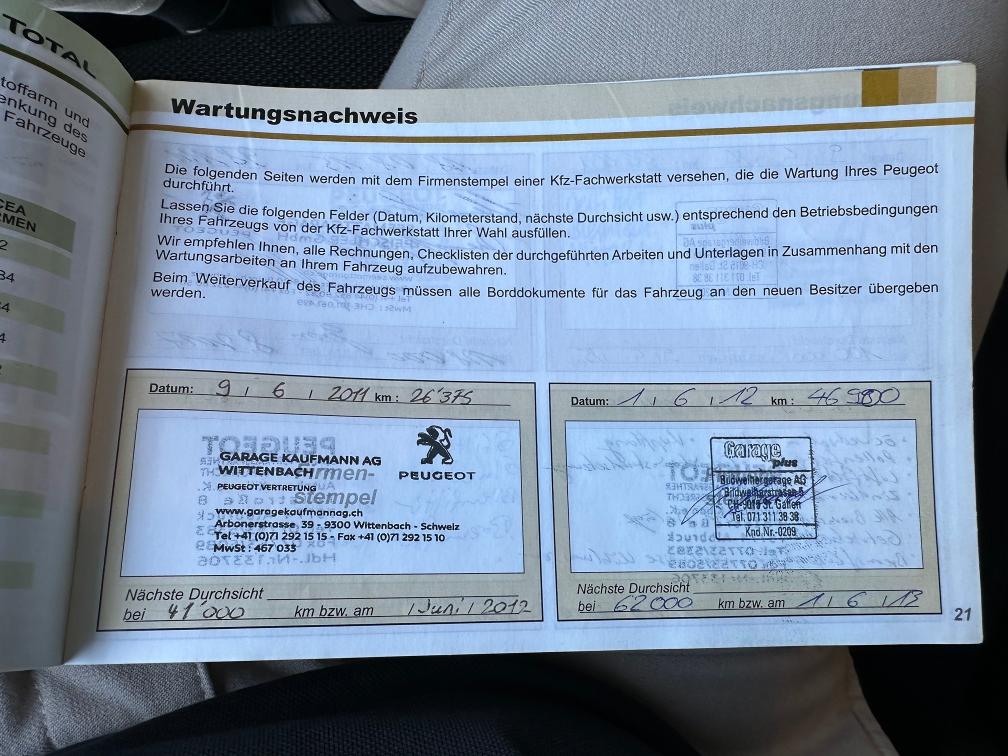 TOTAL
toffarm und
enkung des
Fahrzeuge
CEA
RMEN
Wartungsnachweis
Die folgenden Seiten werden mit dem Firmenstempel einer Kfz-Fachwerkstatt versehen, die die Wartung Ihres Peugeot
durchführt.
Lassen Sie die folgenden Felder (Datum, Kilometerstand, nächste Durchsicht usw.) entsprechend den Betriebsbedingungen
Ihres Fahrzeugs von der Kfz-Fachwerkstatt Ihrer Wahl ausfüllen.
Wir empfehlen Ihnen, alle Rechnungen, Checklisten der durchgeführten Arbeiten und Unterlagen in Zusammenhang mit den
Wartungsarbeiten an Ihrem Fahrzeug aufzubewahren.
Beim Weiterverkauf des Fahrzeugs müssen alle Borddokumente für das Fahrzeug an den neuen Besitzer übergeben
werden.
Datum: 9 / 6 / 2011 km : 26'375
GARAGE KAUFMANN AG
WITTENBACH
rmen-
PEUGEOT VERTRETUNG
stempel
www.garagekaufmannag.ch
Arbonerstrasse 39 - 9300 Wittenbach - Schweiz
Tel +41 (0)71 292 15 15 - Fax +41 (0)71 292 15 10
MwSt : 467 033
PEUGEOT
Nächste Durchsicht
bei 41'000 km bzw. am / Juni / 2012
Datum: 1 / 6 / 12 km :
Garage
plus
Bildweihergarage AG
Bildweiherstrasse 5
CH-9015 St. Gallen
Tel. 071 311 38 38
Knd.Nr.-0209
Nächste Durchsicht
bei 62000 km bzw. am 1 / 6 / 13
21